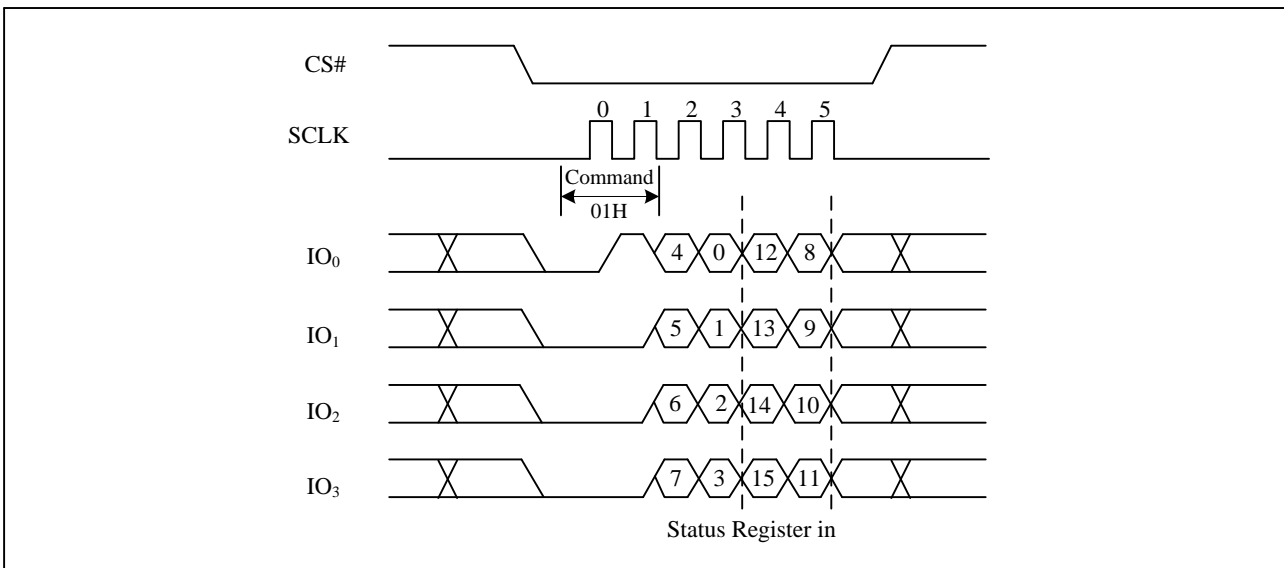 CS#
0 1 2 3 4 5
SCLK
Command
01H
IO0 4 0 12 8
IO1 5 1 13 9
IO2 6 2 14 10
IO3 7 3 15 11
Status Register in